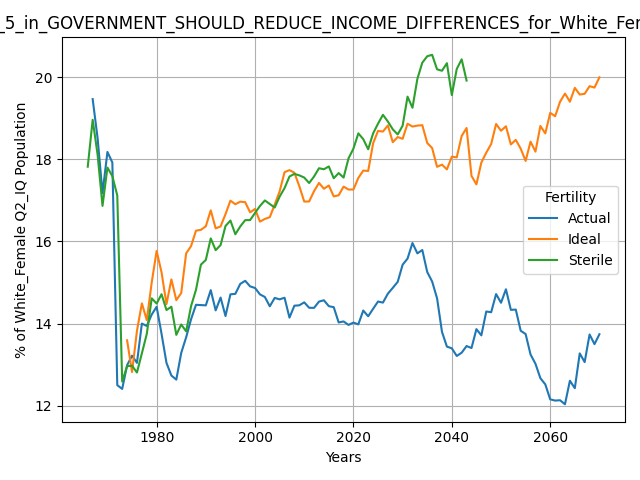 _5_in_GOVERNMENT_SHOULD_REDUCE_INCOME_DIFFERENCES_for_White_Fem
% of White_Female Q2_IQ Population
20
18
16
14
12
Fertility
Actual
Ideal
Sterile
1980
2000
2020
2040
2060
Years